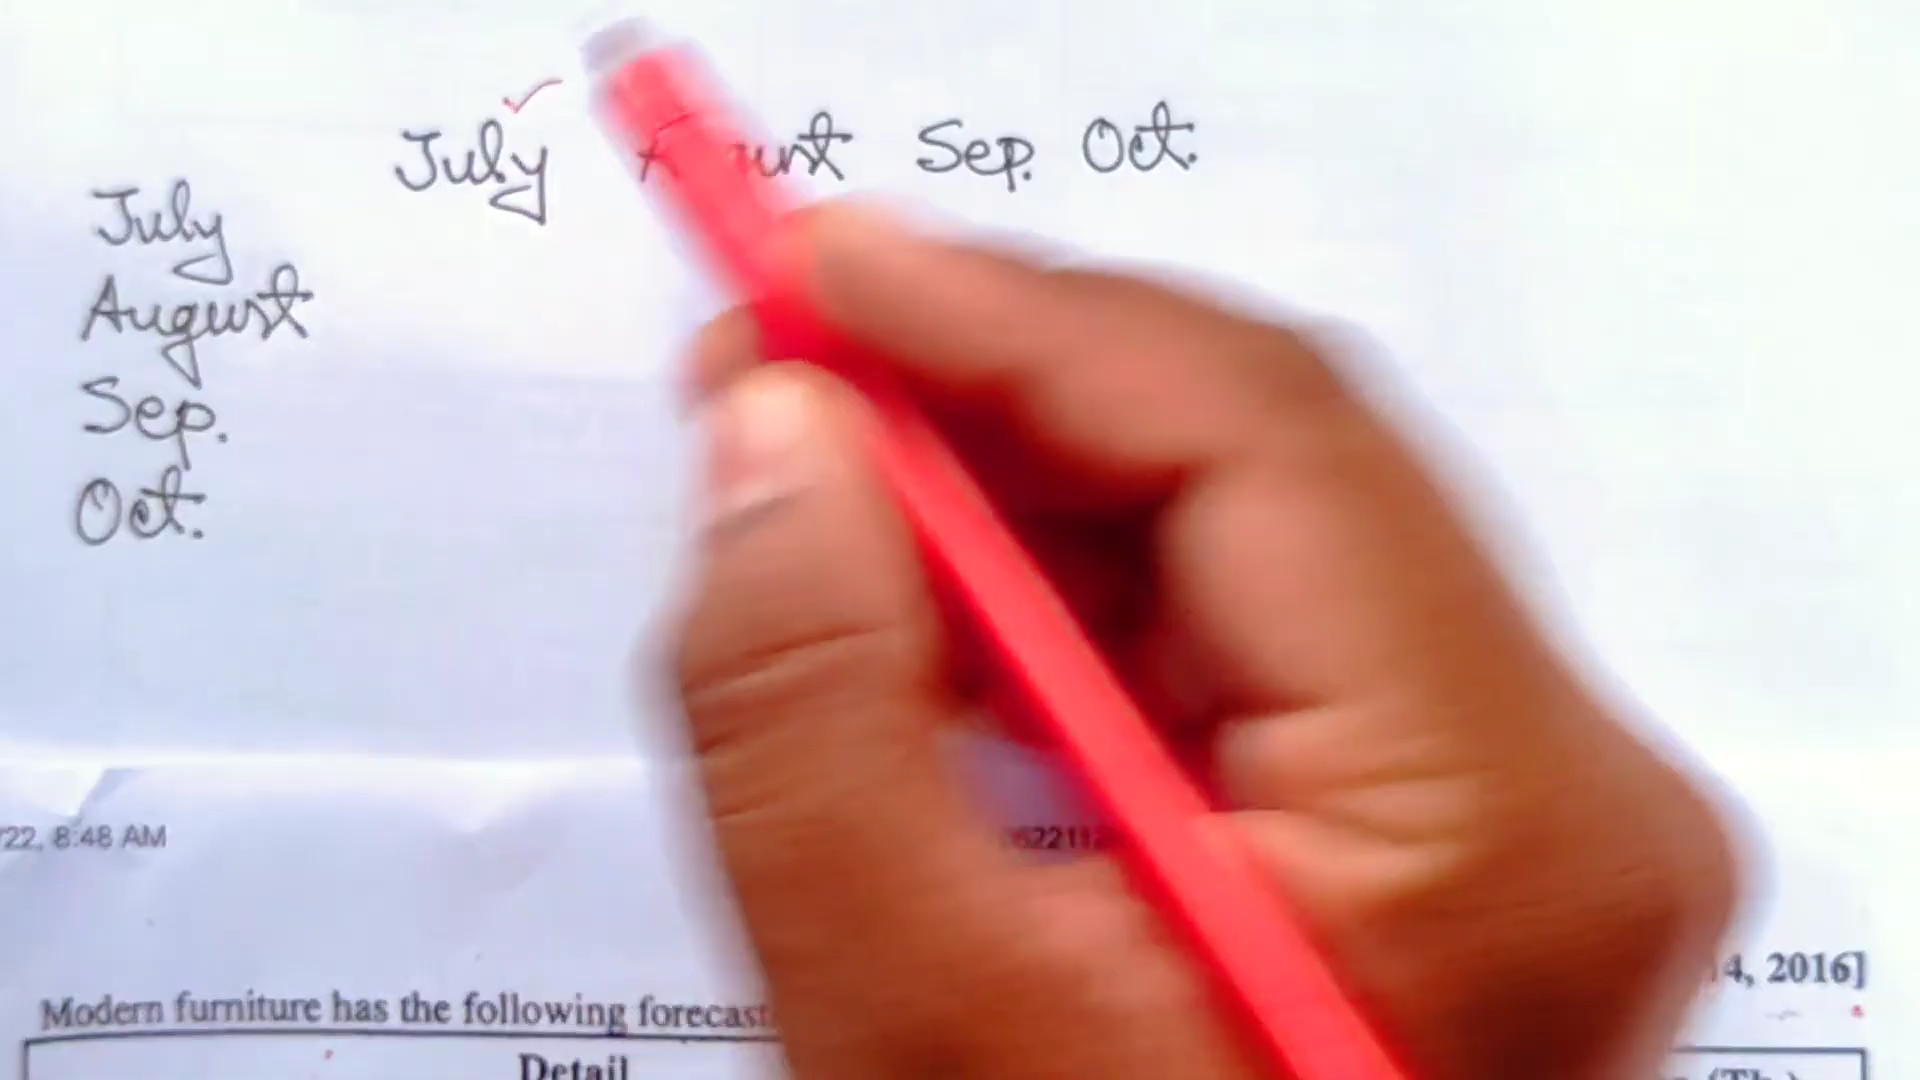 July Sep. Oct.
July
August
Sep.
Oct.
22, 8:48 AM
4, 2016]
Modern furniture has the following forecast
Detail